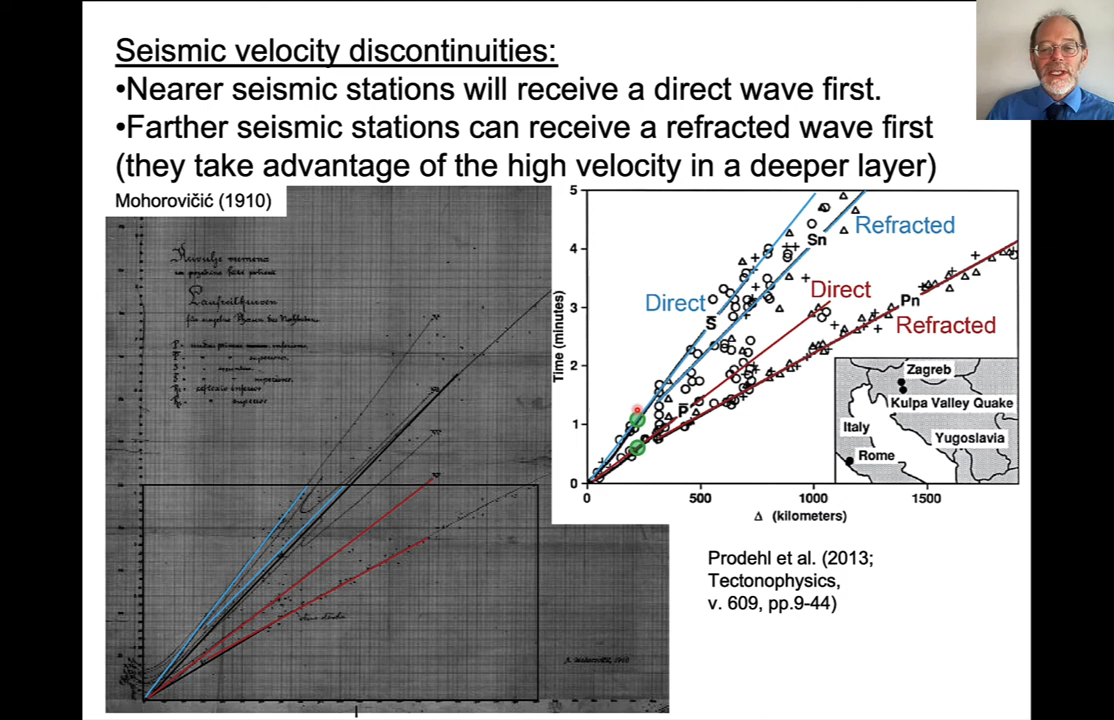 Seismic velocity discontinuities:
•Nearer seismic stations will receive a direct wave first.
•Farther seismic stations can receive a refracted wave first
(they take advantage of the high velocity in a deeper layer)
Mohorovičić (1910)
Laufzeitkurven
5
4
3
2
1
0
Time (minutes)
Refracted
Sn
Direct
Direct
S̅
Pn
Refracted
P̅
Zagreb
Kulpa Valley Quake
Italy
Yugoslavia
Rome
0
500
1000
1500
Δ (kilometers)
Prodehl et al. (2013;
Tectonophysics,
v. 609, pp.9-44)